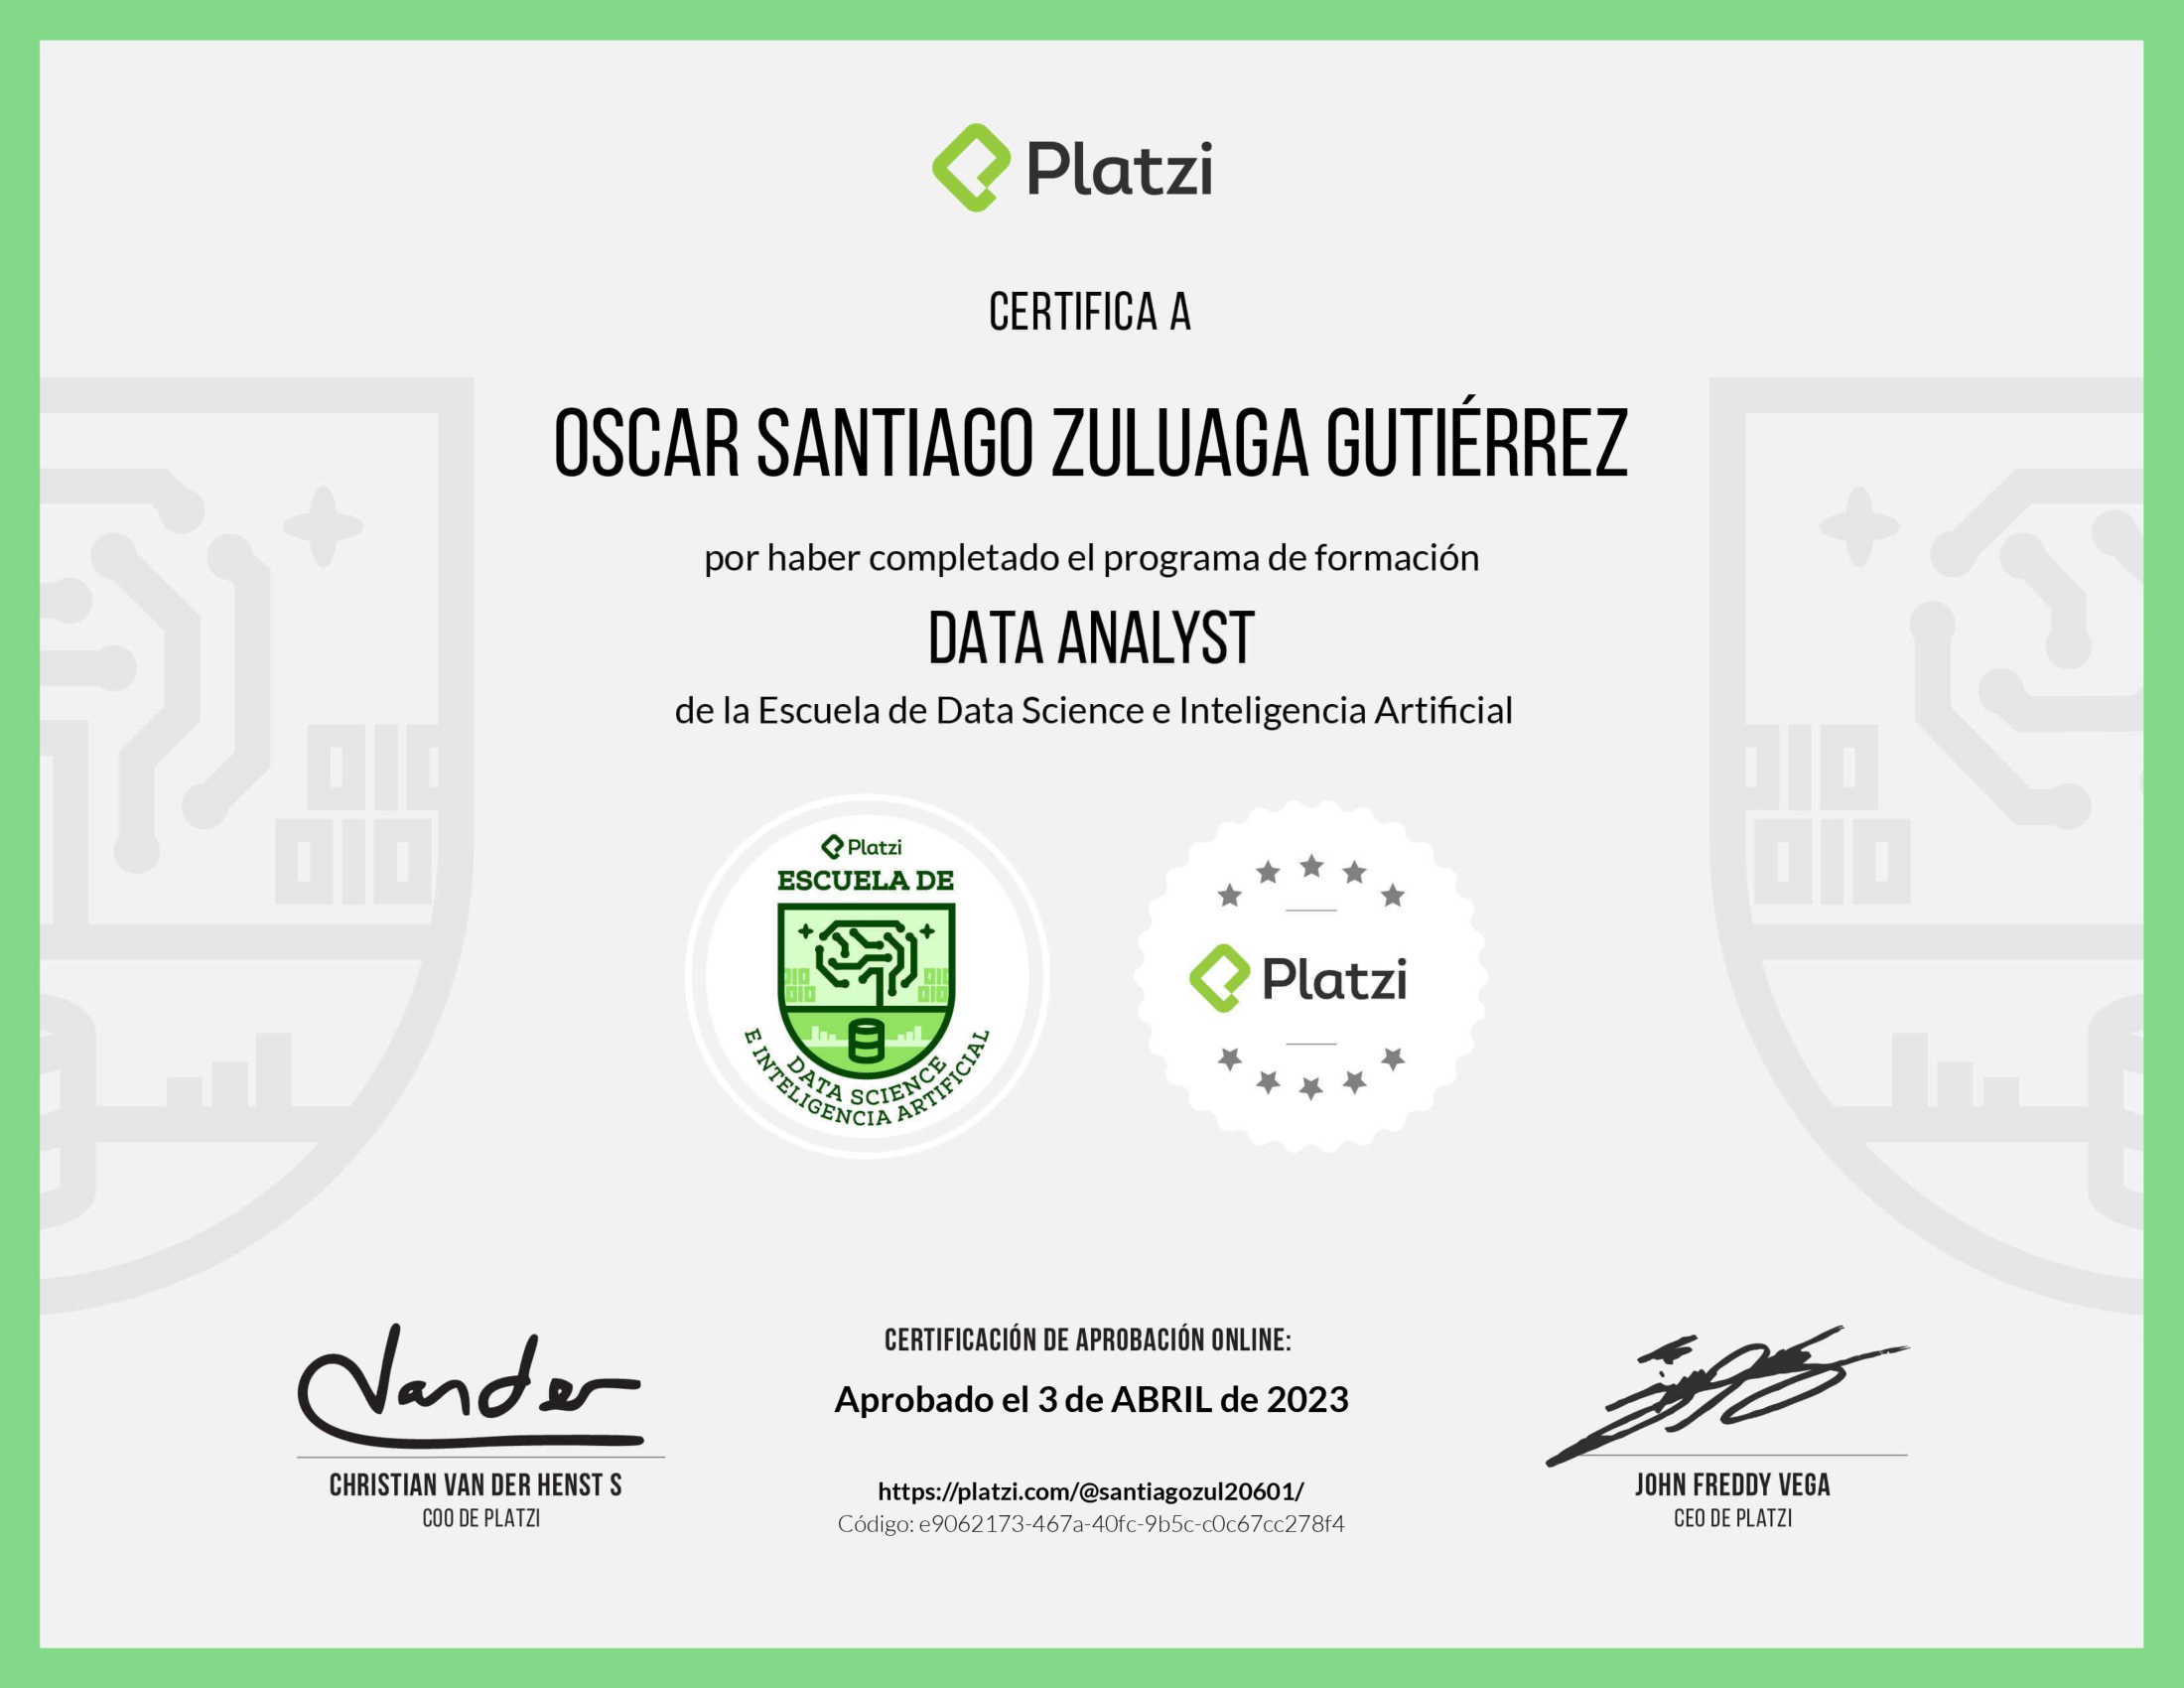 Platzi
CERTIFICA A
OSCAR SANTIAGO ZULUAGA GUTIÉRREZ
por haber completado el programa de formación
DATA ANALYST
de la Escuela de Data Science e Inteligencia Artificial
Platzi
ESCUELA DE
DATA SCIENCE
E INTELIGENCIA ARTIFICIAL
Platzi
Vander
CERTIFICACIÓN DE APROBACIÓN ONLINE:
Aprobado el 3 de ABRIL de 2023
CHRISTIAN VAN DER HENST S
COO DE PLATZI
https://platzi.com/@santiagozul20601/
Código: e9062173-467a-40fc-9b5c-c0c67cc278f4
JOHN FREDDY VEGA
CEO DE PLATZI